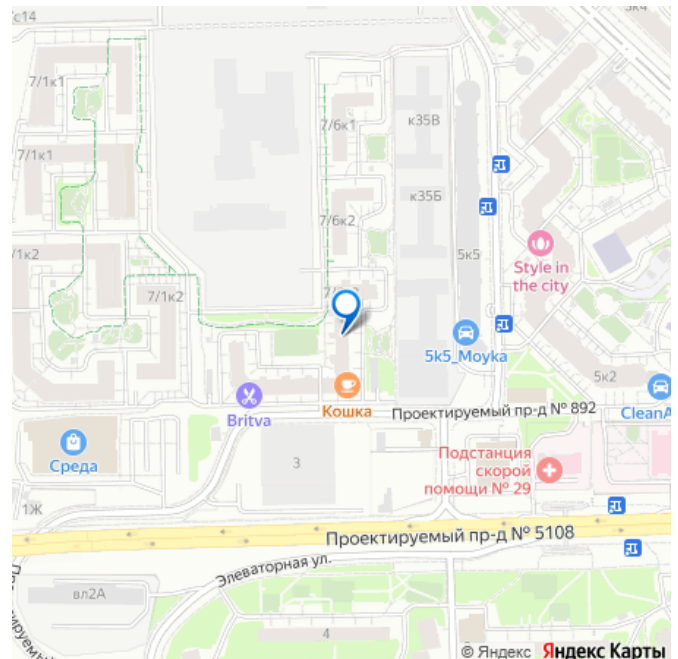 с14
7/1к1
7/6к1
к35В
7/1к1
7/6к2
к35Б
5к5
Style in
the city
1к2
7/1к2
5k5_Moyka
5к2
Britva
Кошка
Проектируемый пр-д № 892
CleanA
Среда
3
Подстанция
скорой
помощи № 29
1Ж
Проектируемый пр-д № 5108
Элеваторная ул.
вл2А
4
© Яндекс Яндекс Карты